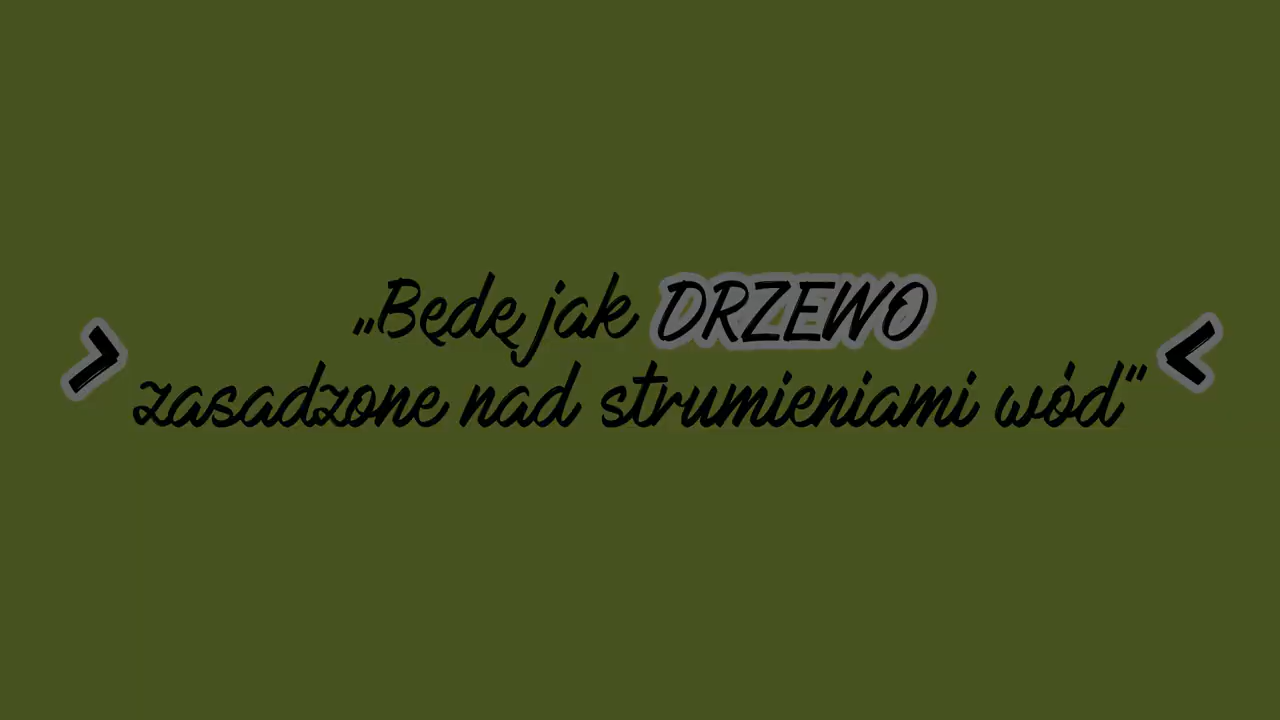 „Będę jak DRZEWO
> zasadzone nad strumieniami wód” <